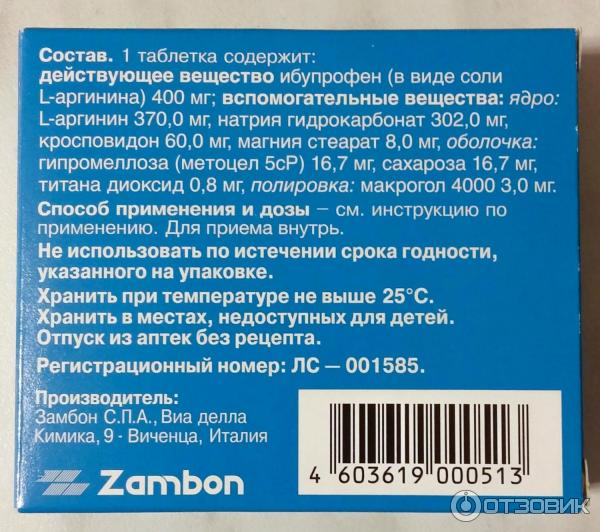 Состав. 1 таблетка содержит:
действующее вещество ибупрофен (в виде соли
L-аргинина) 400 мг; вспомогательные вещества: ядро:
L-аргинин 370,0 мг, натрия гидрокарбонат 302,0 мг,
кросповидон 60,0 мг, магния стеарат 8,0 мг, оболочка:
гипромеллоза (метоцел 5сР) 16,7 мг, сахароза 16,7 мг,
титана диоксид 0,8 мг, полировка: макрогол 4000 3,0 мг.
Способ применения и дозы – см. инструкцию по
применению. Для приема внутрь.
Не использовать по истечении срока годности,
указанного на упаковке.
Хранить при температуре не выше 25°С.
Хранить в местах, недоступных для детей.
Отпуск из аптек без рецепта.
Регистрационный номер: ЛС – 001585.
Производитель:
Замбон С.П.А., Виа делла
Кимика, 9 - Виченца, Италия
Zambon
4 603619 000513
ОТЗОВИК